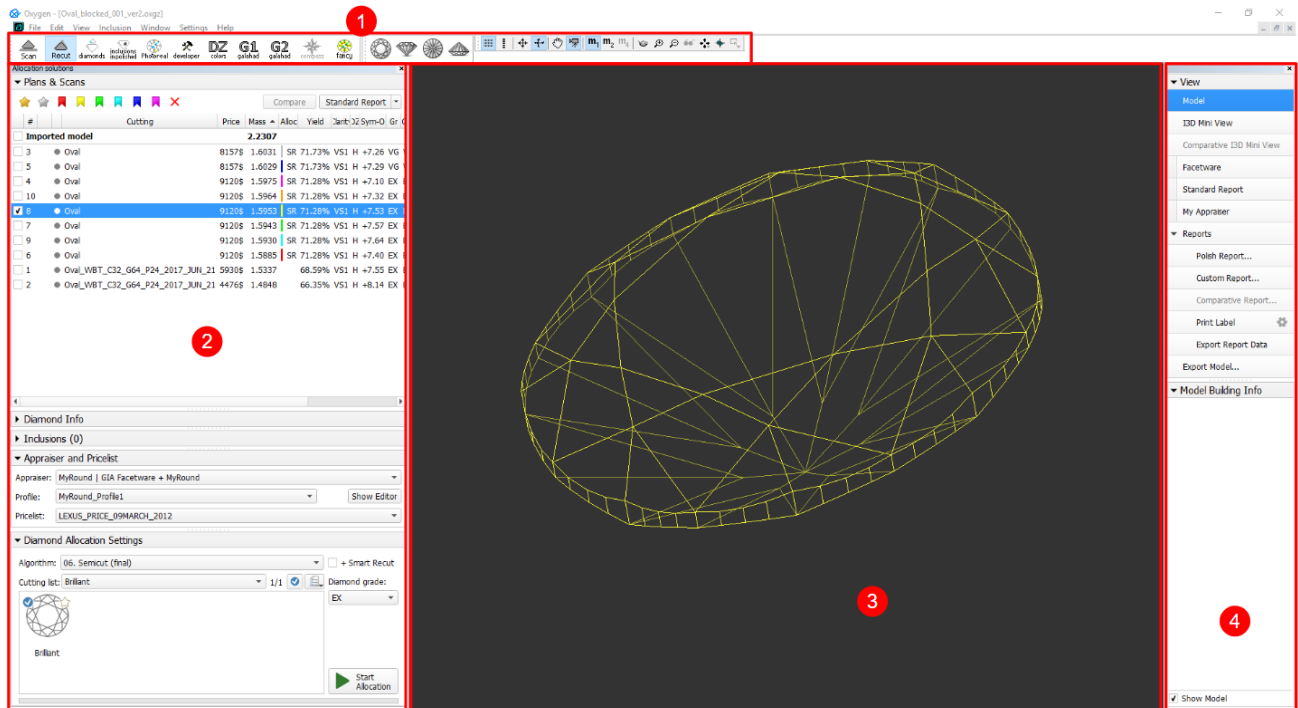 Oxygen - [Oval_blocked_001_ver2.oxgz]
File Edit View Inclusion Window Settings Help
1
Scan Recut diamonds inclusions inpolished Photoreal developer DZ colors G1 galahad G2 galahad fancy m1 m2
Allocation solutions
Plans & Scans
Compare Standard Report
# Cutting Price Mass Alloc Yield Sym-O Gr
Imported model 2.2307
3 Oval 8157$ 1.6031 SR 71.73% VS1 H +7.26 VG
5 Oval 8157$ 1.6029 SR 71.73% VS1 H +7.29 VG
4 Oval 9120$ 1.5975 SR 71.28% VS1 H +7.10 EX
10 Oval 9120$ 1.5964 SR 71.28% VS1 H +7.32 EX
8 Oval 9120$ 1.5953 SR 71.28% VS1 H +7.53 EX
7 Oval 9120$ 1.5943 SR 71.28% VS1 H +7.57 EX
9 Oval 9120$ 1.5930 SR 71.28% VS1 H +7.64 EX
6 Oval 9120$ 1.5885 SR 71.28% VS1 H +7.40 EX
1 Oval_WBT_C32_G64_P24_2017_JUN_21 5930$ 1.5337 68.59% VS1 H +7.55 EX
2 Oval_WBT_C32_G64_P24_2017_JUN_21 4476$ 1.4848 66.35% VS1 H +8.14 EX
2
Diamond Info
Inclusions (0)
Appraiser and Pricelist
Appraiser: MyRound | GIA Facetware + MyRound
Profile: MyRound_Profile1 Show Editor
Pricelist: LEXUS_PRICE_09MARCH_2012
Diamond Allocation Settings
Algorithm: 06. Semicut (final) + Smart Recut
Cutting list: Brilliant 1/1 Diamond grade:
EX
Brilliant
Start
Allocation
3
View
Model
I3D Mini View
Comparative I3D Mini View
Facetware
Standard Report
My Appraiser
Reports
Polish Report...
Custom Report...
Comparative Report...
Print Label
Export Report Data
Export Model...
Model Building Info
4
Show Model